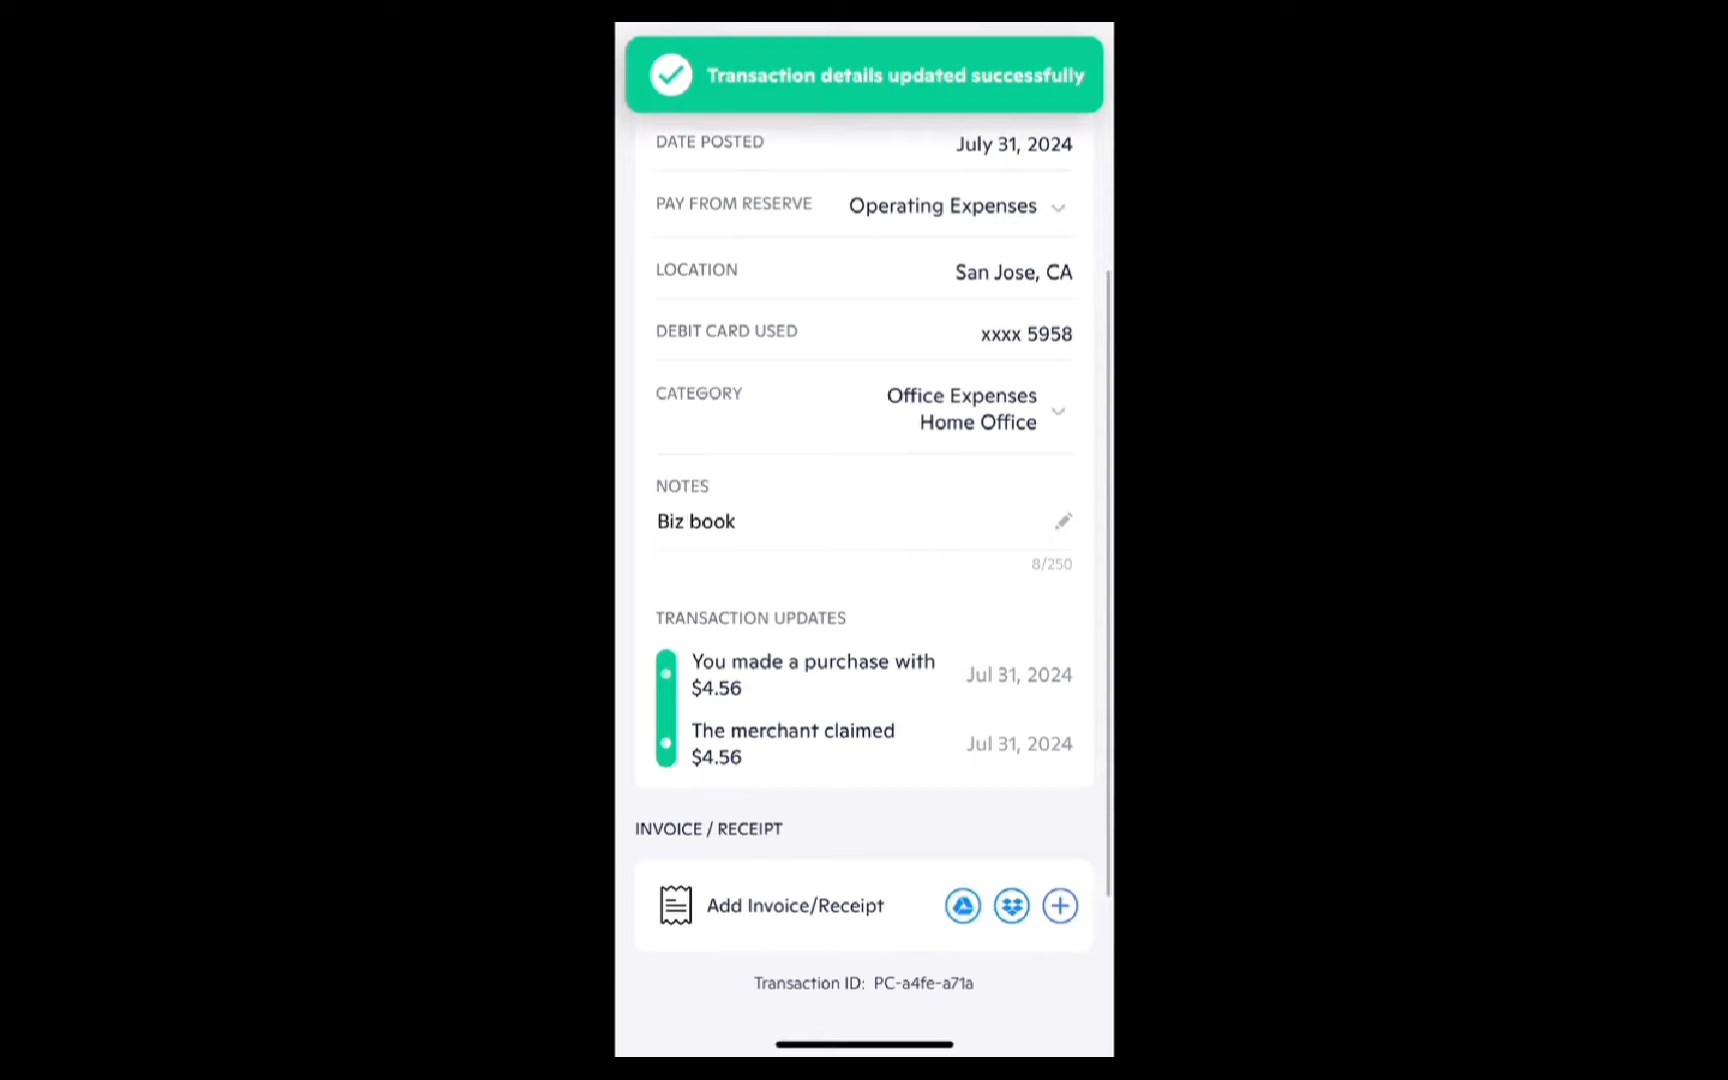 Transaction details updated successfully
DATE POSTED July 31, 2024
PAY FROM RESERVE Operating Expenses
LOCATION San Jose, CA
DEBIT CARD USED xxxx 5958
CATEGORY Office Expenses
Home Office
NOTES
Biz book
8/250
TRANSACTION UPDATES
You made a purchase with
$4.56 Jul 31, 2024
The merchant claimed
$4.56 Jul 31, 2024
INVOICE / RECEIPT
Add Invoice/Receipt
Transaction ID: PC-a4fe-a71a